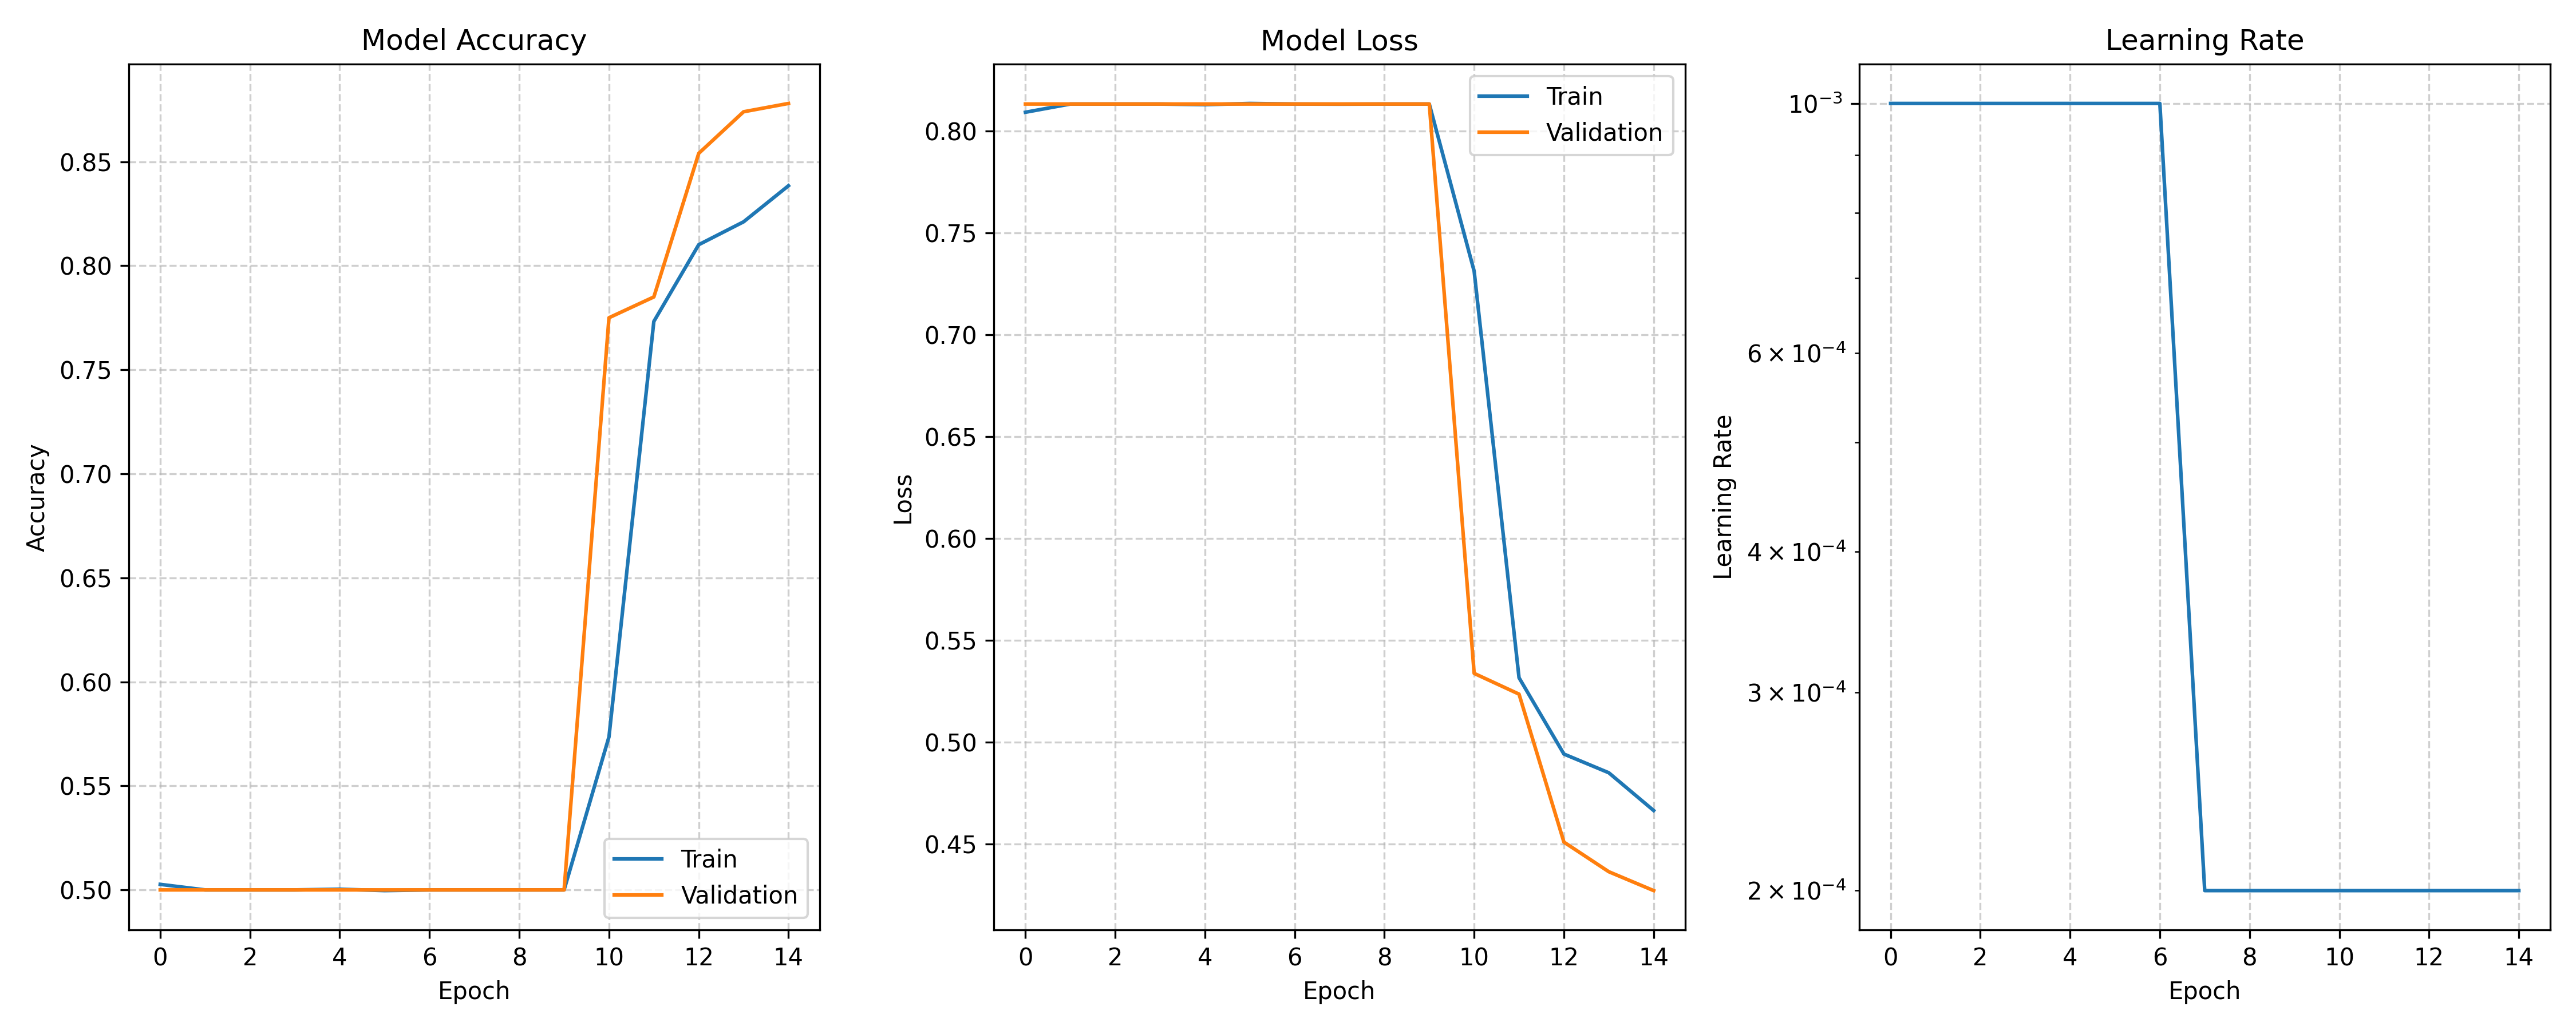 Model Accuracy
Accuracy
0.85
0.80
0.75
0.70
0.65
0.60
0.55
0.50
Train
Validation
0 2 4 6 8 10 12 14
Epoch
Model Loss
Loss
0.80
0.75
0.70
0.65
0.60
0.55
0.50
0.45
Train
Validation
0 2 4 6 8 10 12 14
Epoch
Learning Rate
Learning Rate
10⁻³
6 × 10⁻⁴
4 × 10⁻⁴
3 × 10⁻⁴
2 × 10⁻⁴
0 2 4 6 8 10 12 14
Epoch